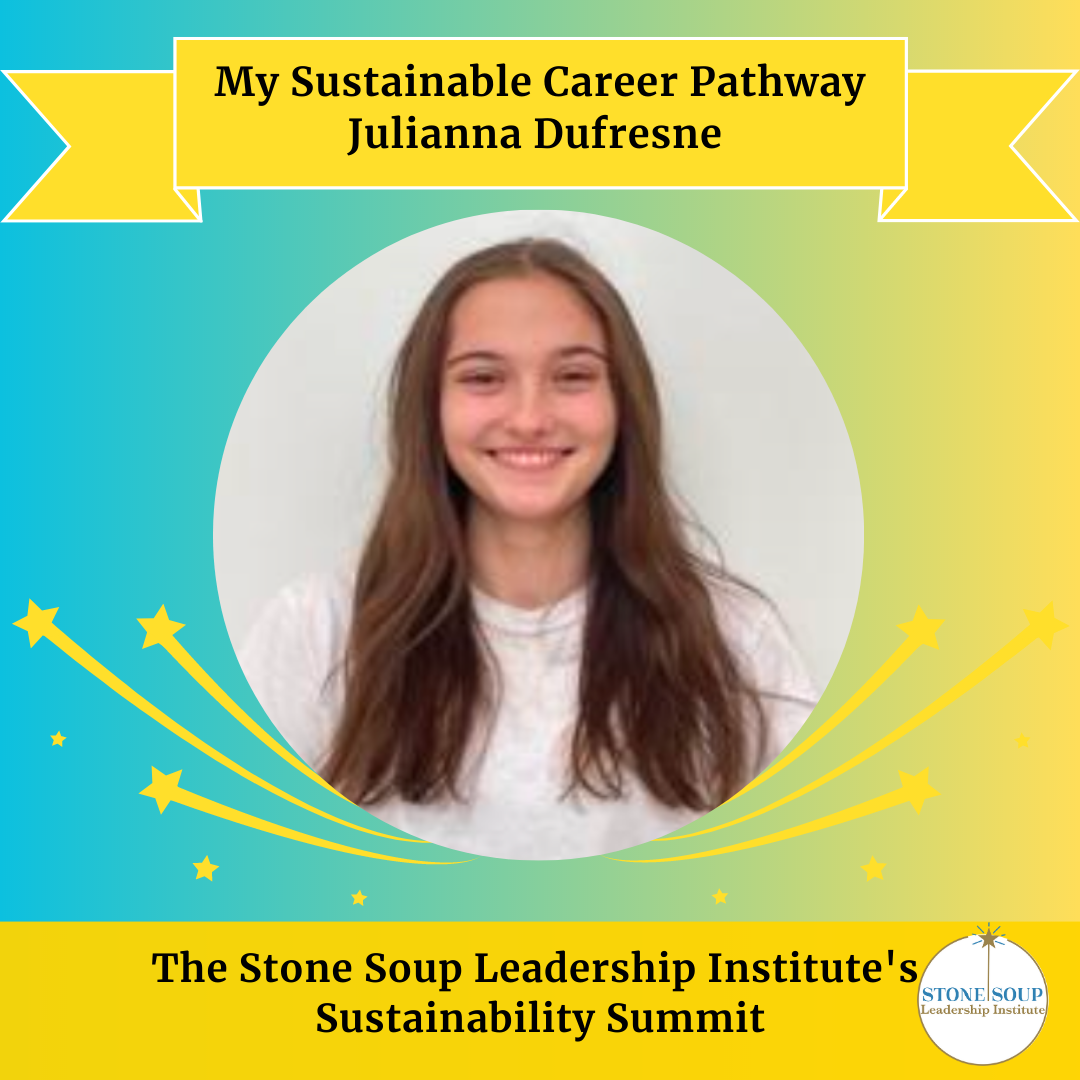 My Sustainable Career Pathway
Julianna Dufresne
The Stone Soup Leadership Institute's
Sustainability Summit
STONE SOUP
Leadership Institute